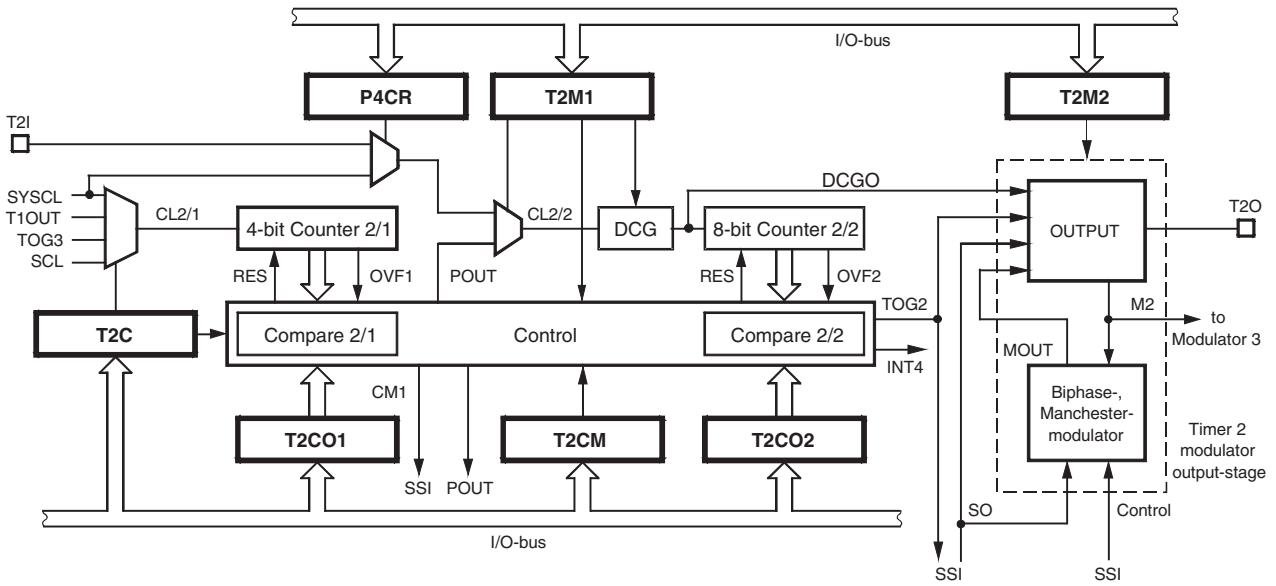 I/O-bus
P4CR
T2M1
T2M2
T2I
DCGO
SYSCL
T1OUT
TOG3
SCL
CL2/1
4-bit Counter 2/1
CL2/2
DCG
8-bit Counter 2/2
OUTPUT
T2O
RES
OVF1
POUT
RES
OVF2
TOG2
M2
to
Modulator 3
T2C
Compare 2/1
Control
Compare 2/2
INT4
MOUT
CM1
Biphase-,
Manchester-
modulator
T2CO1
T2CM
T2CO2
Timer 2
modulator
output-stage
SSI
POUT
SO
Control
I/O-bus
SSI
SSI